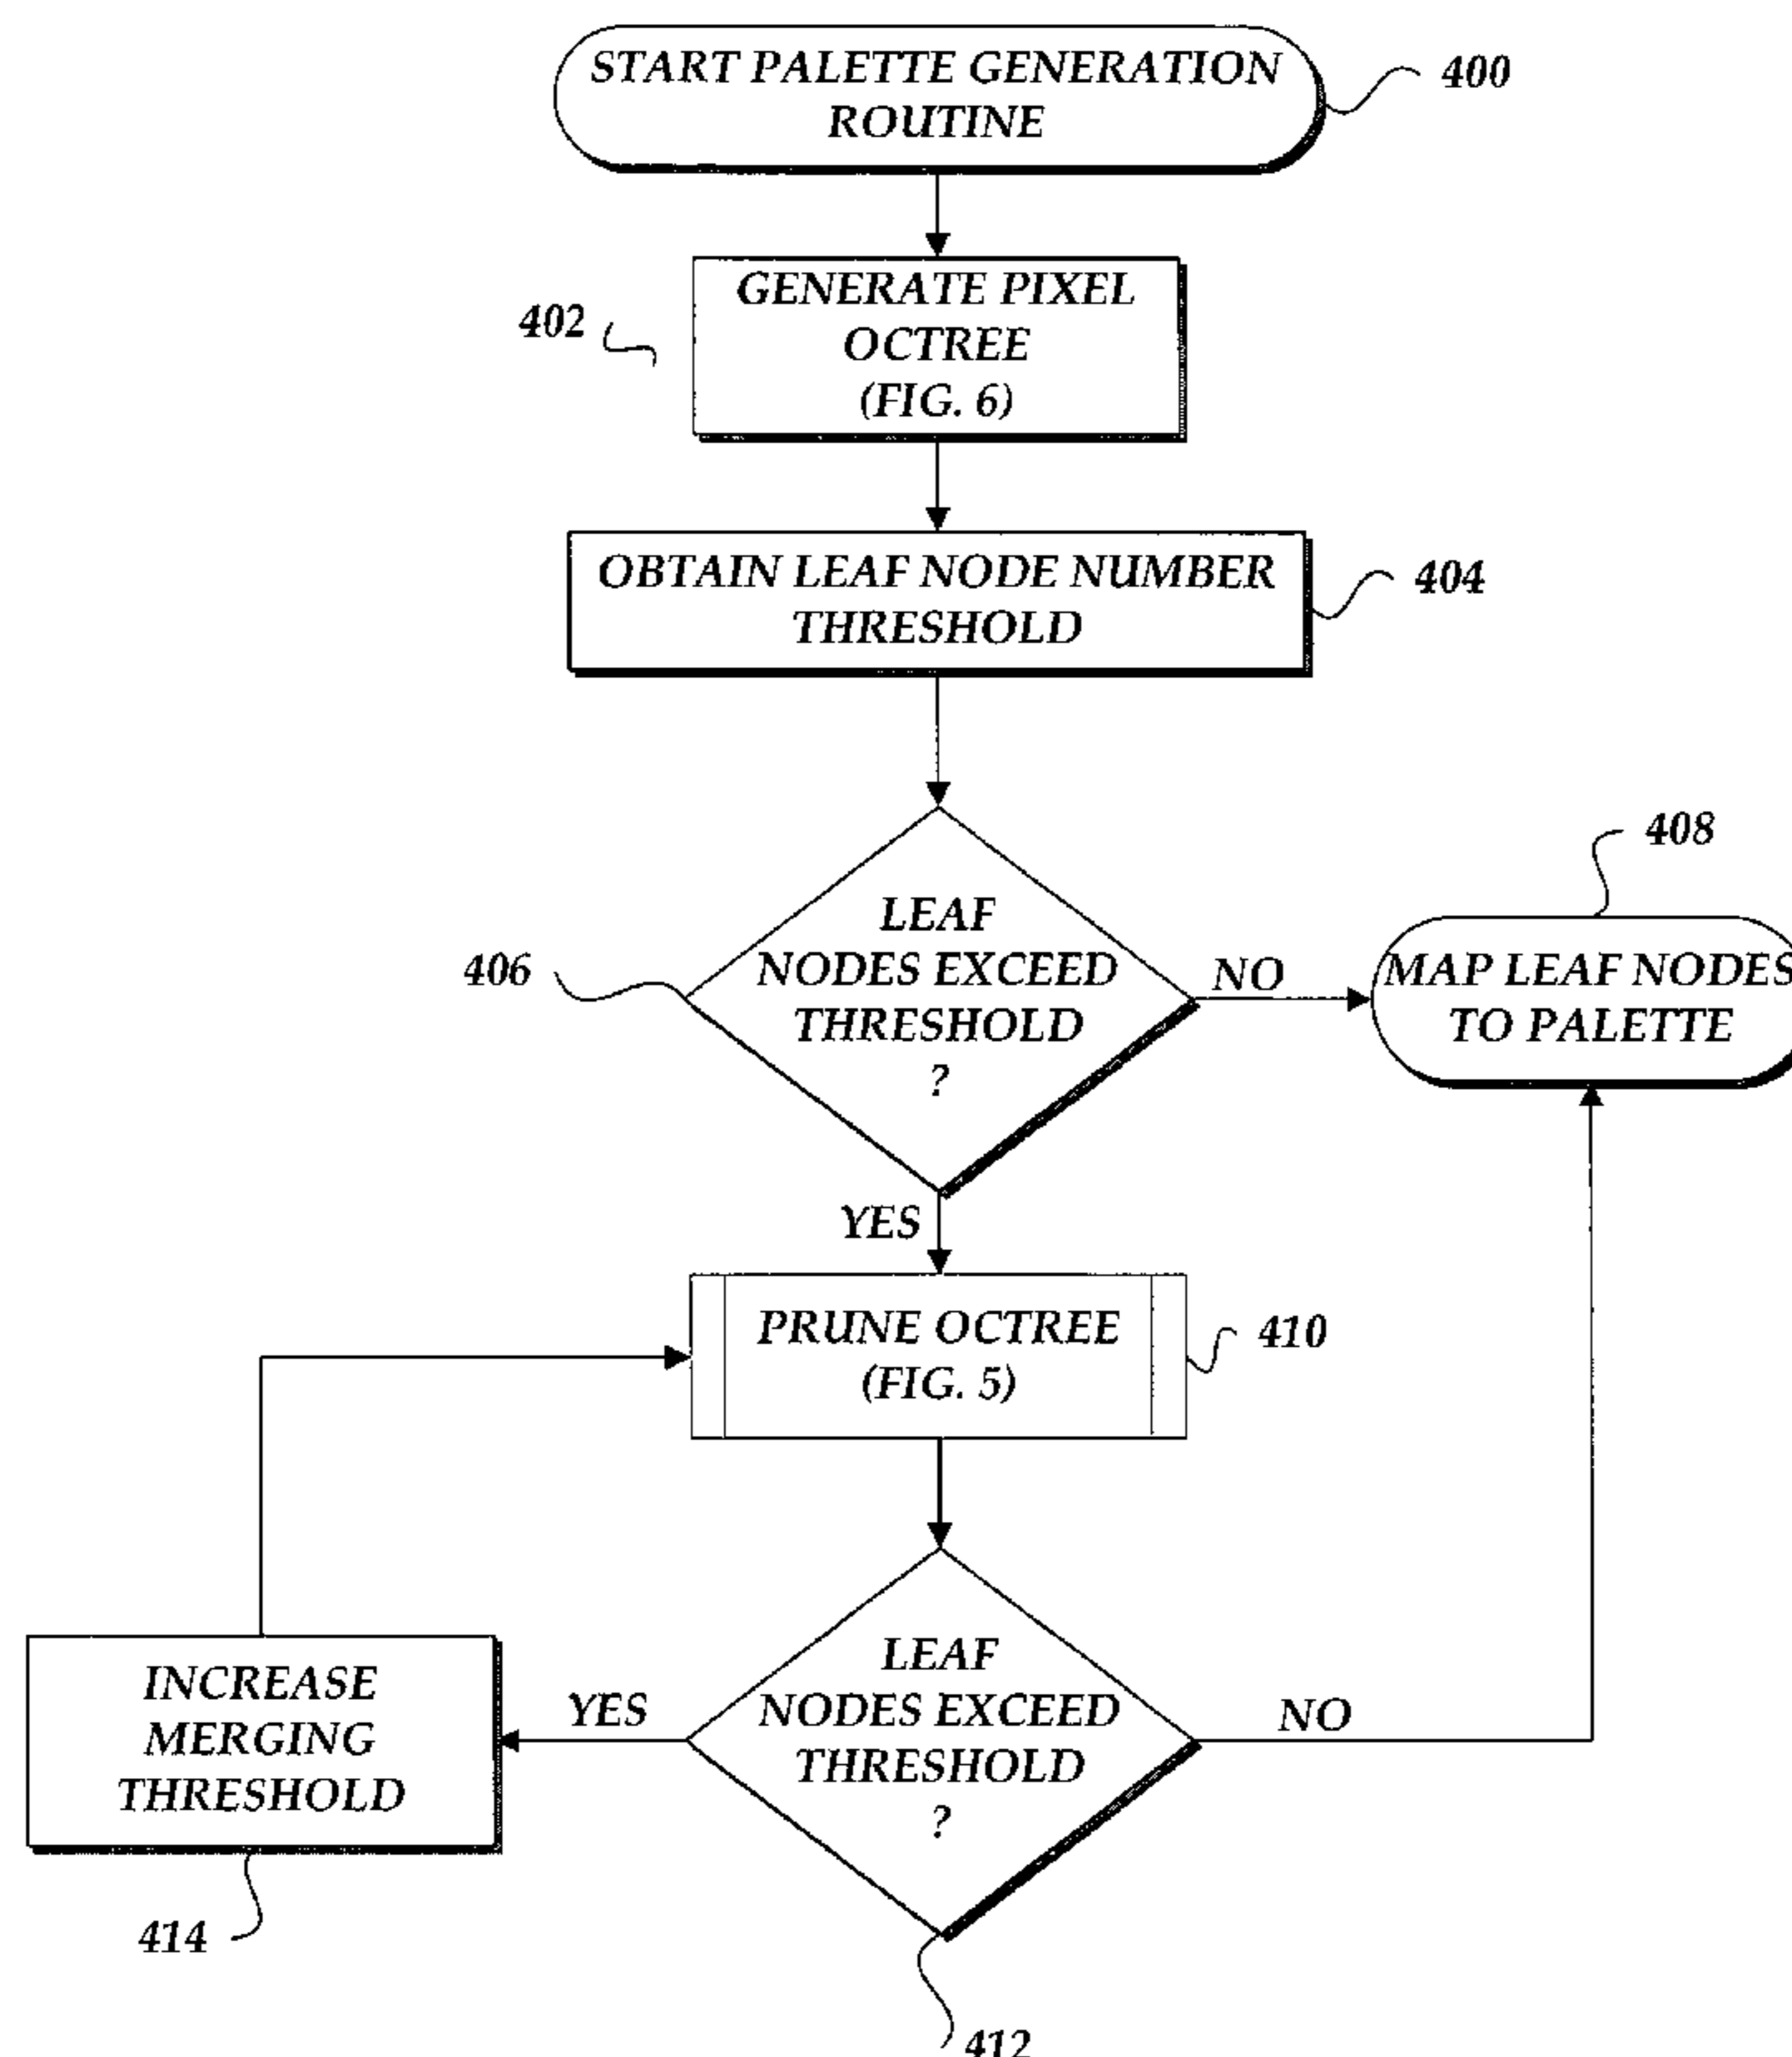 START PALETTE GENERATION
ROUTINE
400
GENERATE PIXEL
OCTREE
(FIG. 6)
402
OBTAIN LEAF NODE NUMBER
THRESHOLD
404
LEAF
NODES EXCEED
THRESHOLD
?
406
NO
408
MAP LEAF NODES
TO PALETTE
YES
PRUNE OCTREE
(FIG. 5)
410
LEAF
NODES EXCEED
THRESHOLD
?
YES
NO
INCREASE
MERGING
THRESHOLD
414
412